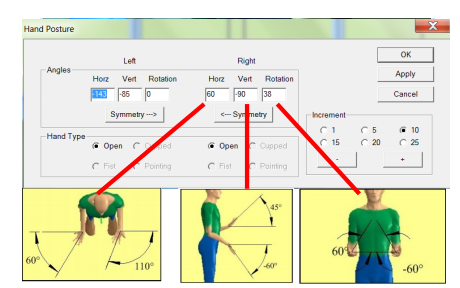 Hand Posture
Left Right
Angles
Horz Vert Rotation Horz Vert Rotation
-143 -85 0 60 -90 38
Symmetry ---> <--- Symmetry
OK
Apply
Cancel
Increment
1 5 10
15 20 25
- +
Hand Type
Open Cupped Open Cupped
Fist Pointing Fist Pointing
60° 110°
45°
-60°
60° -60°